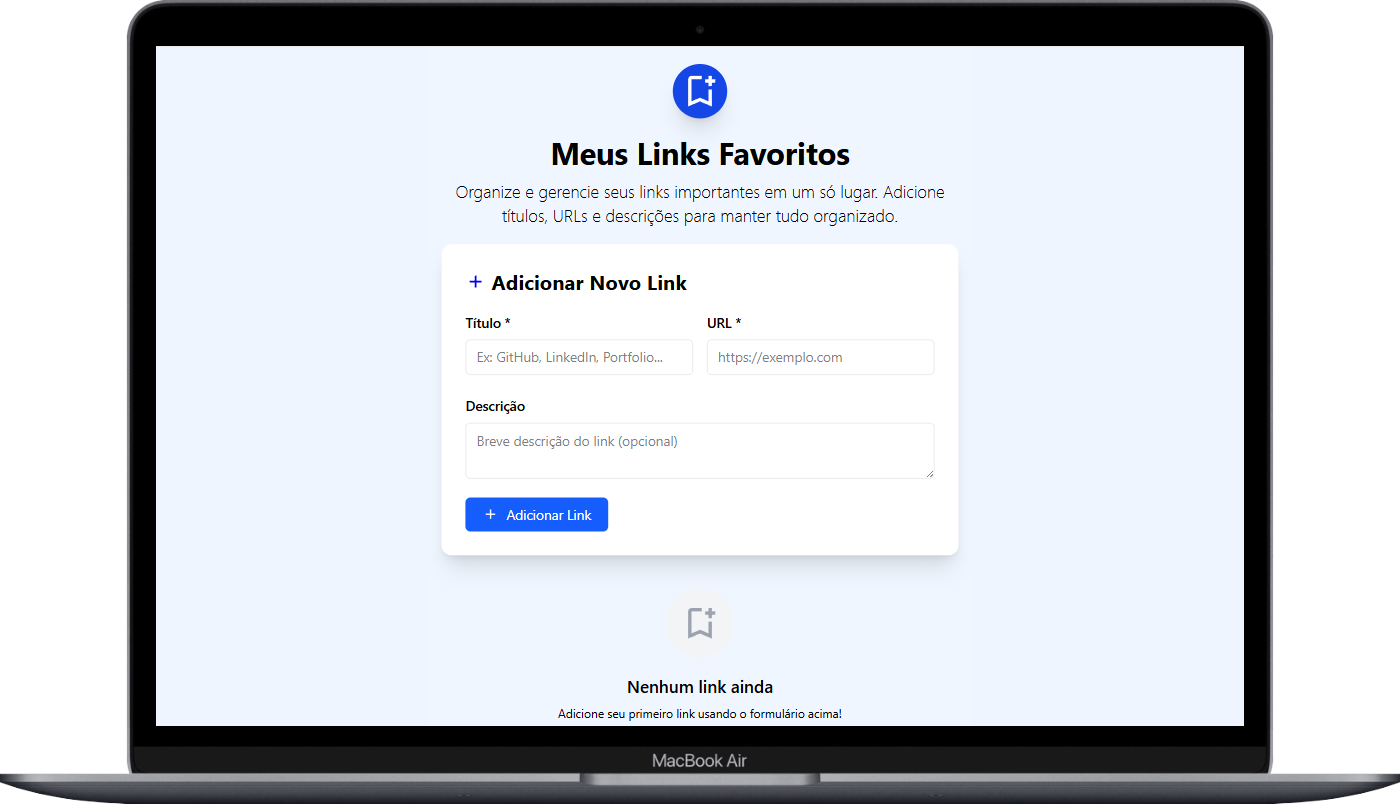 Meus Links Favoritos
Organize e gerencie seus links importantes em um só lugar. Adicione
títulos, URLs e descrições para manter tudo organizado.
+ Adicionar Novo Link
Título * URL *
Ex: GitHub, LinkedIn, Portfolio... https://exemplo.com
Descrição
Breve descrição do link (opcional)
+ Adicionar Link
Nenhum link ainda
Adicione seu primeiro link usando o formulário acima!
MacBook Air